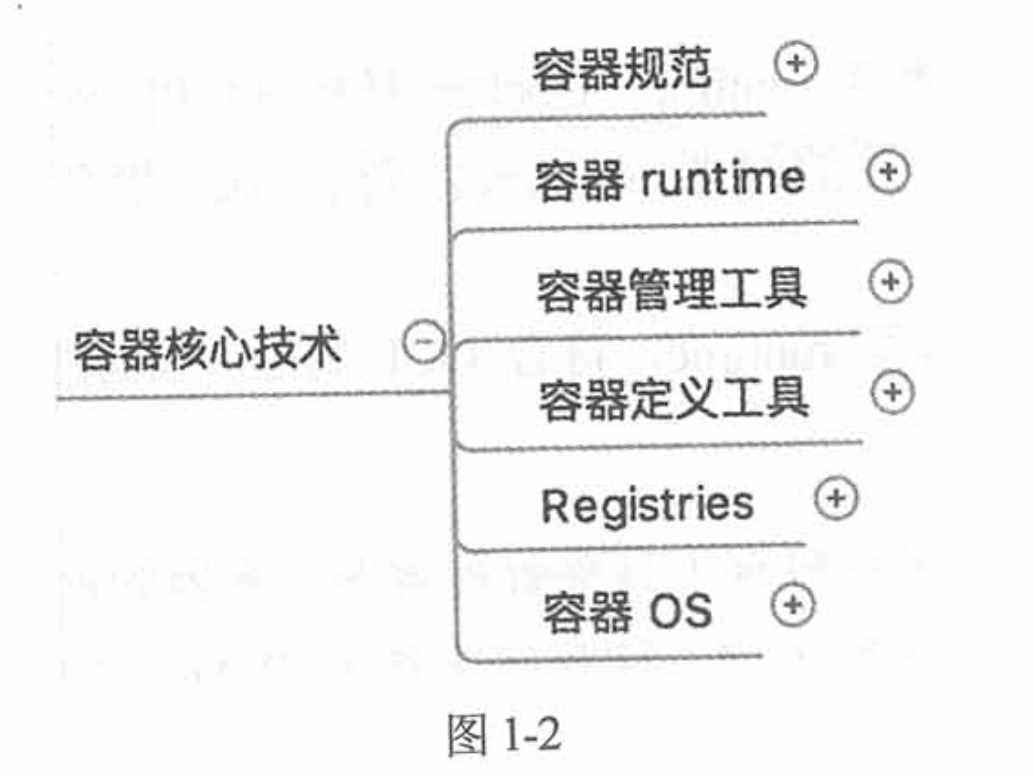 容器规范
容器 runtime
容器管理工具
容器核心技术
容器定义工具
Registries
容器 OS
图 1-2